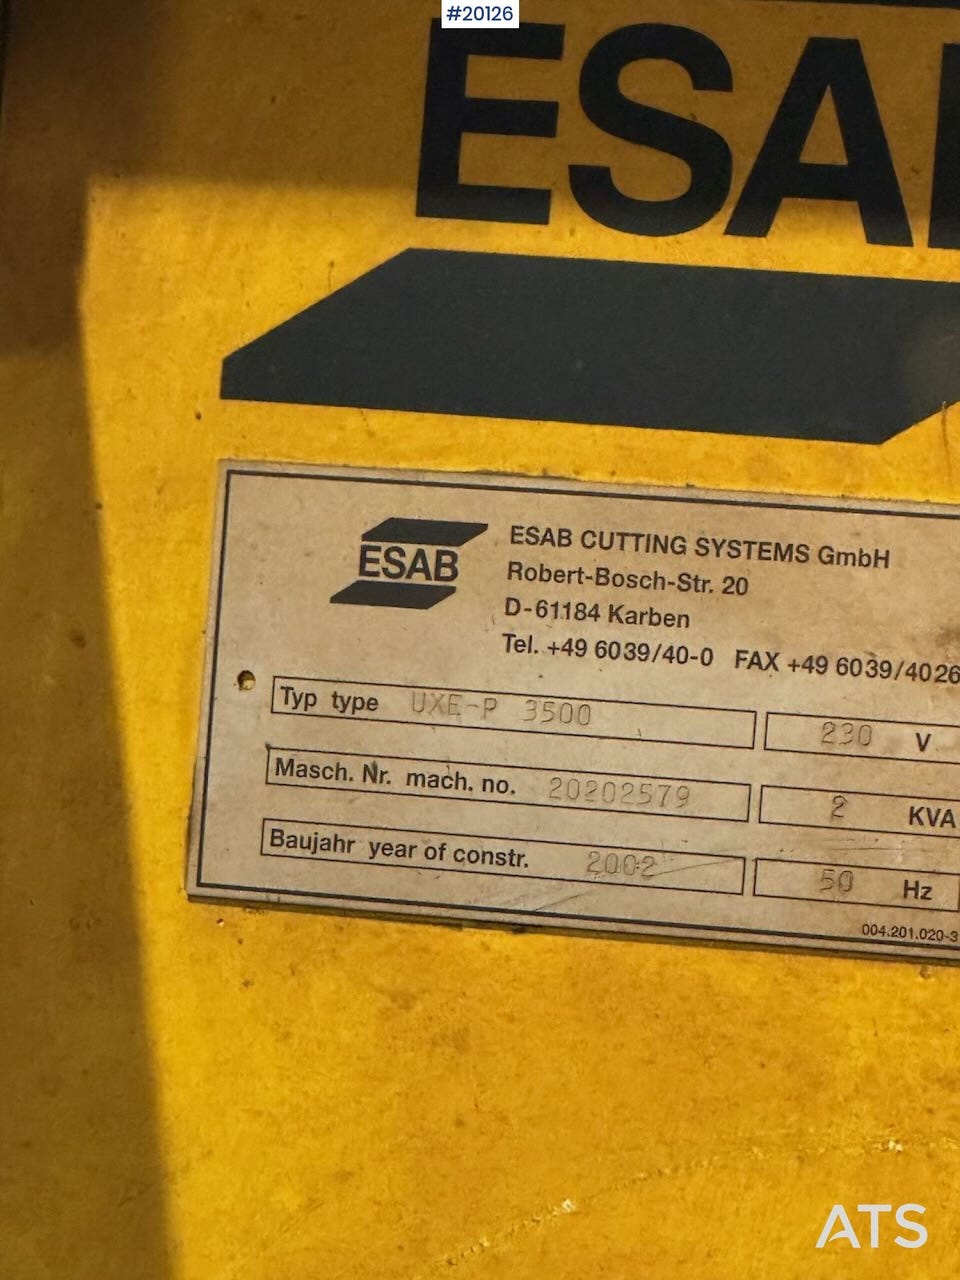 #20126
ESAB
ESAB
ESAB CUTTING SYSTEMS GmbH
Robert-Bosch-Str. 20
D-61184 Karben
Tel. +49 6039/40-0 FAX +49 6039/4026
Typ type UXE-P 3500 230 V
Masch. Nr. mach. no. 20202579 2 KVA
Baujahr year of constr. 2002 50 Hz
004.201.020-3
ATS